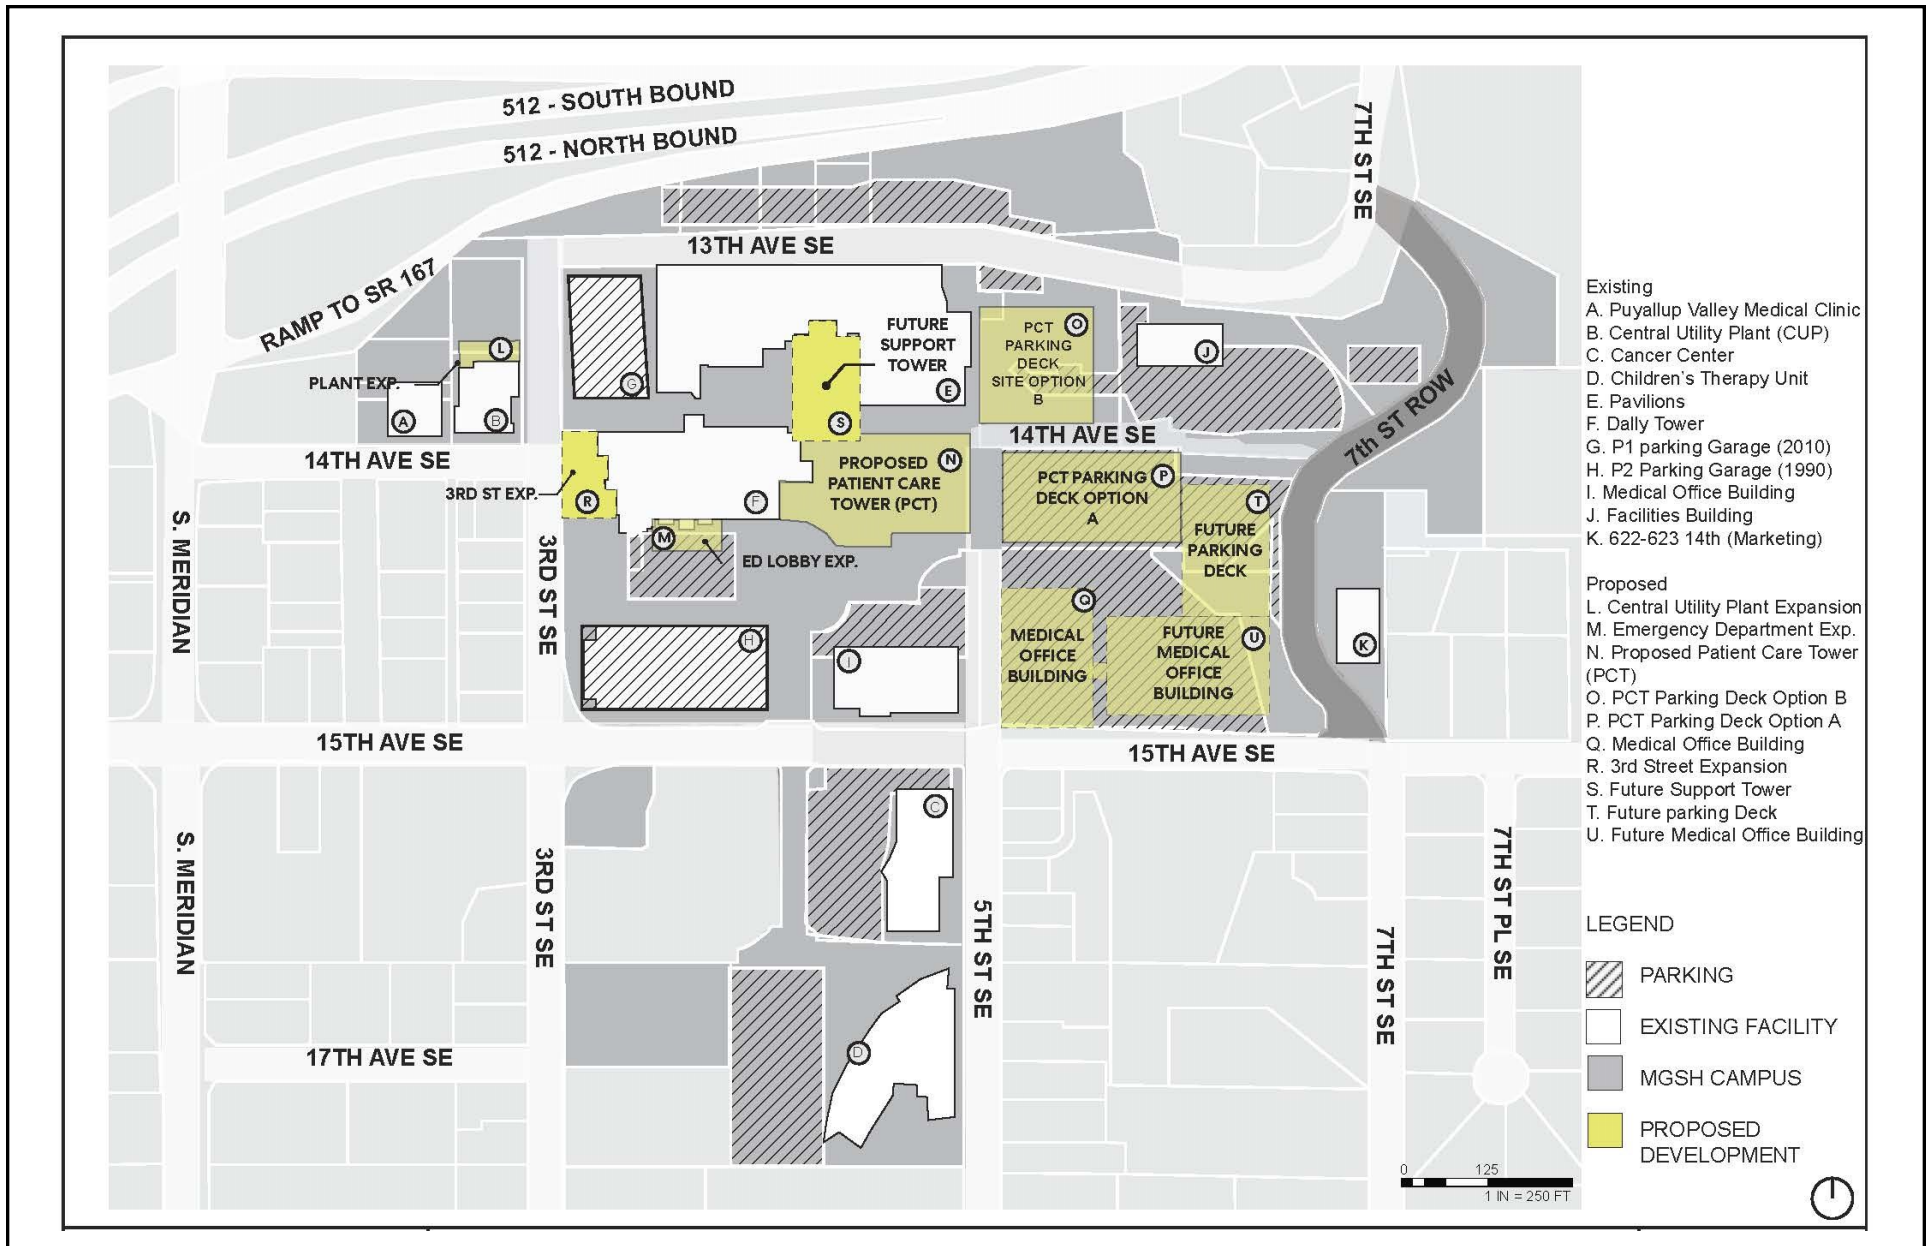 512 - SOUTH BOUND
512 - NORTH BOUND
7TH ST SE
13TH AVE SE
RAMP TO SR 167
L
PLANT EXP.
A
B
G
FUTURE
SUPPORT
TOWER
E
S
PCT
PARKING
DECK
SITE OPTION
B
O
J
7th ST ROW
14TH AVE SE
14TH AVE SE
3RD ST EXP.
R
F
PROPOSED
PATIENT CARE
TOWER (PCT)
N
PCT PARKING
DECK OPTION
A
P
T
FUTURE
PARKING
DECK
M
ED LOBBY EXP.
S. MERIDIAN
3RD ST SE
H
I
MEDICAL
OFFICE
BUILDING
Q
FUTURE
MEDICAL
OFFICE
BUILDING
U
K
15TH AVE SE
15TH AVE SE
S. MERIDIAN
3RD ST SE
C
5TH ST SE
7TH ST SE
7TH ST PL SE
D
17TH AVE SE
0 125
1 IN = 250 FT
Existing
A. Puyallup Valley Medical Clinic
B. Central Utility Plant (CUP)
C. Cancer Center
D. Children's Therapy Unit
E. Pavilions
F. Dally Tower
G. P1 parking Garage (2010)
H. P2 Parking Garage (1990)
I. Medical Office Building
J. Facilities Building
K. 622-623 14th (Marketing)
Proposed
L. Central Utility Plant Expansion
M. Emergency Department Exp.
N. Proposed Patient Care Tower
(PCT)
O. PCT Parking Deck Option B
P. PCT Parking Deck Option A
Q. Medical Office Building
R. 3rd Street Expansion
S. Future Support Tower
T. Future parking Deck
U. Future Medical Office Building
LEGEND
PARKING
EXISTING FACILITY
MGSH CAMPUS
PROPOSED
DEVELOPMENT